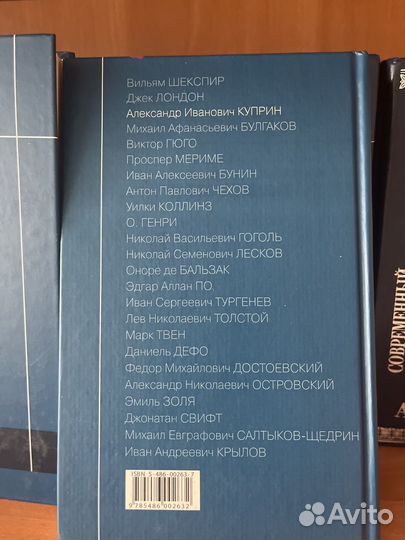 Вильям ШЕКСПИР
Джек ЛОНДОН
Александр Иванович КУПРИН
Михаил Афанасьевич БУЛГАКОВ
Виктор ГЮГО
Проспер МЕРИМЕ
Иван Алексеевич БУНИН
Антон Павлович ЧЕХОВ
Уилки КОЛЛИНЗ
О. ГЕНРИ
Николай Васильевич ГОГОЛЬ
Николай Семенович ЛЕСКОВ
Оноре де БАЛЬЗАК
Эдгар Аллан ПО
Иван Сергеевич ТУРГЕНЕВ
Лев Николаевич ТОЛСТОЙ
Марк ТВЕН
Даниель ДЕФО
Федор Михайлович ДОСТОЕВСКИЙ
Александр Николаевич ОСТРОВСКИЙ
Эмиль ЗОЛЯ
Джонатан СВИФТ
Михаил Евграфович САЛТЫКОВ-ЩЕДРИН
Иван Андреевич КРЫЛОВ
ISBN 5-486-00263-7
9 785486 002632
СОВРЕМЕННЫЙ
Avito